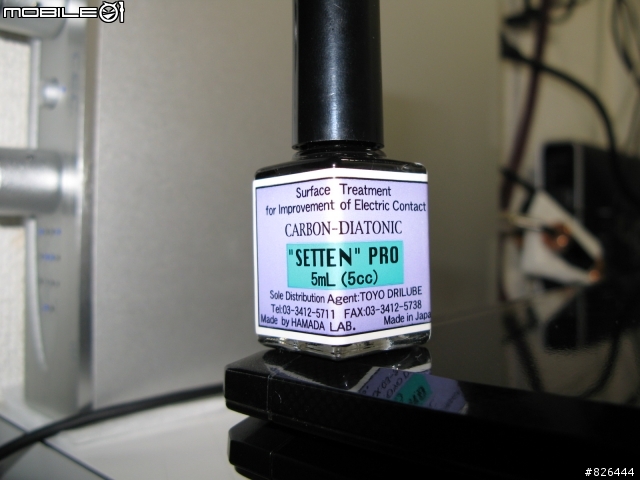 MOBILE01
Surface Treatment
for Improvement of Electric Contact
CARBON-DIATONIC
"SETTEN" PRO
5mL (5cc)
Sole Distribution Agent:TOYO DRILUBE
Tel:03-3412-5711 FAX:03-3412-5738
Made by HAMADA LAB. Made in Japa
#826444